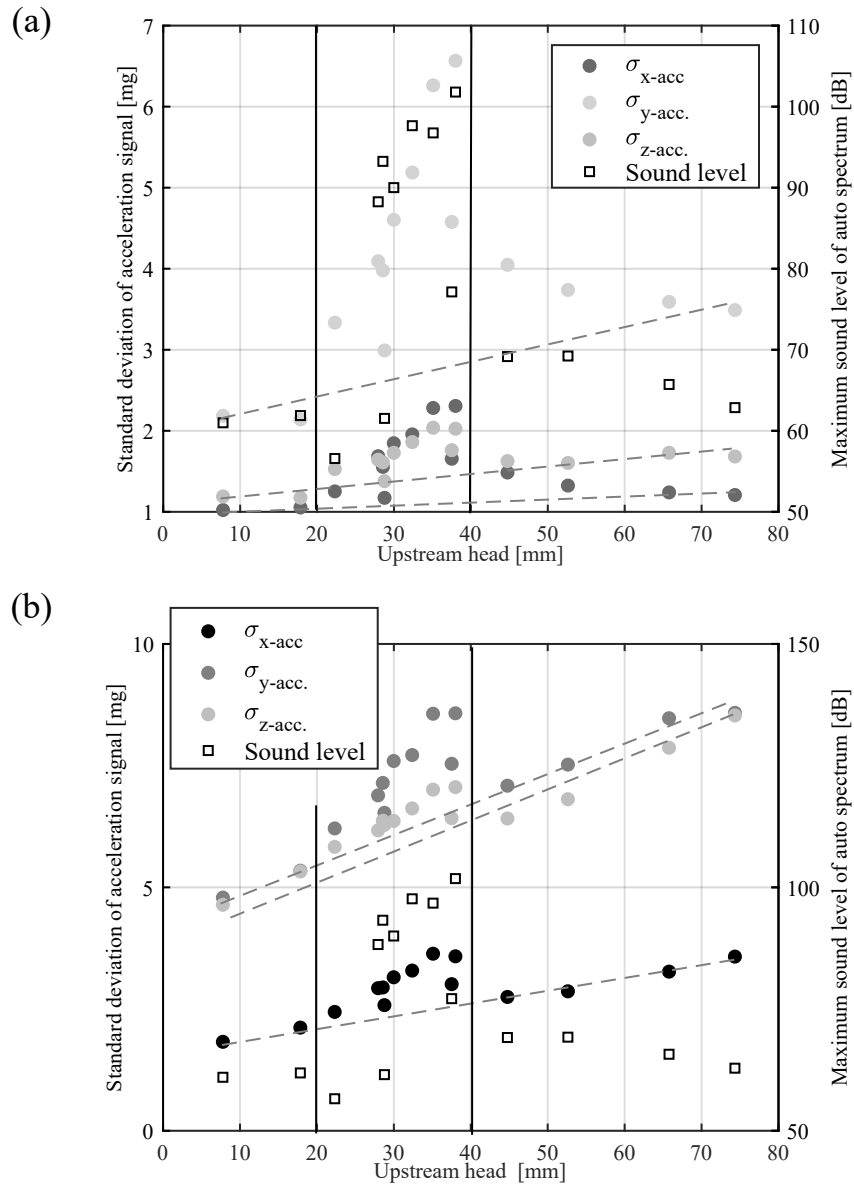 (a)
7
6
5
4
3
2
1
110
100
90
80
70
60
50
0
10
20
30
40
50
60
70
80
Standard deviation of acceleration signal [mg]
Maximum sound level of auto spectrum [dB]
Upstream head [mm]
σx-acc
σy-acc.
σz-acc.
Sound level
(b)
10
5
0
150
100
50
0
10
20
30
40
50
60
70
80
Standard deviation of acceleration signal [mg]
Maximum sound level of auto spectrum [dB]
Upstream head [mm]
σx-acc
σy-acc.
σz-acc.
Sound level